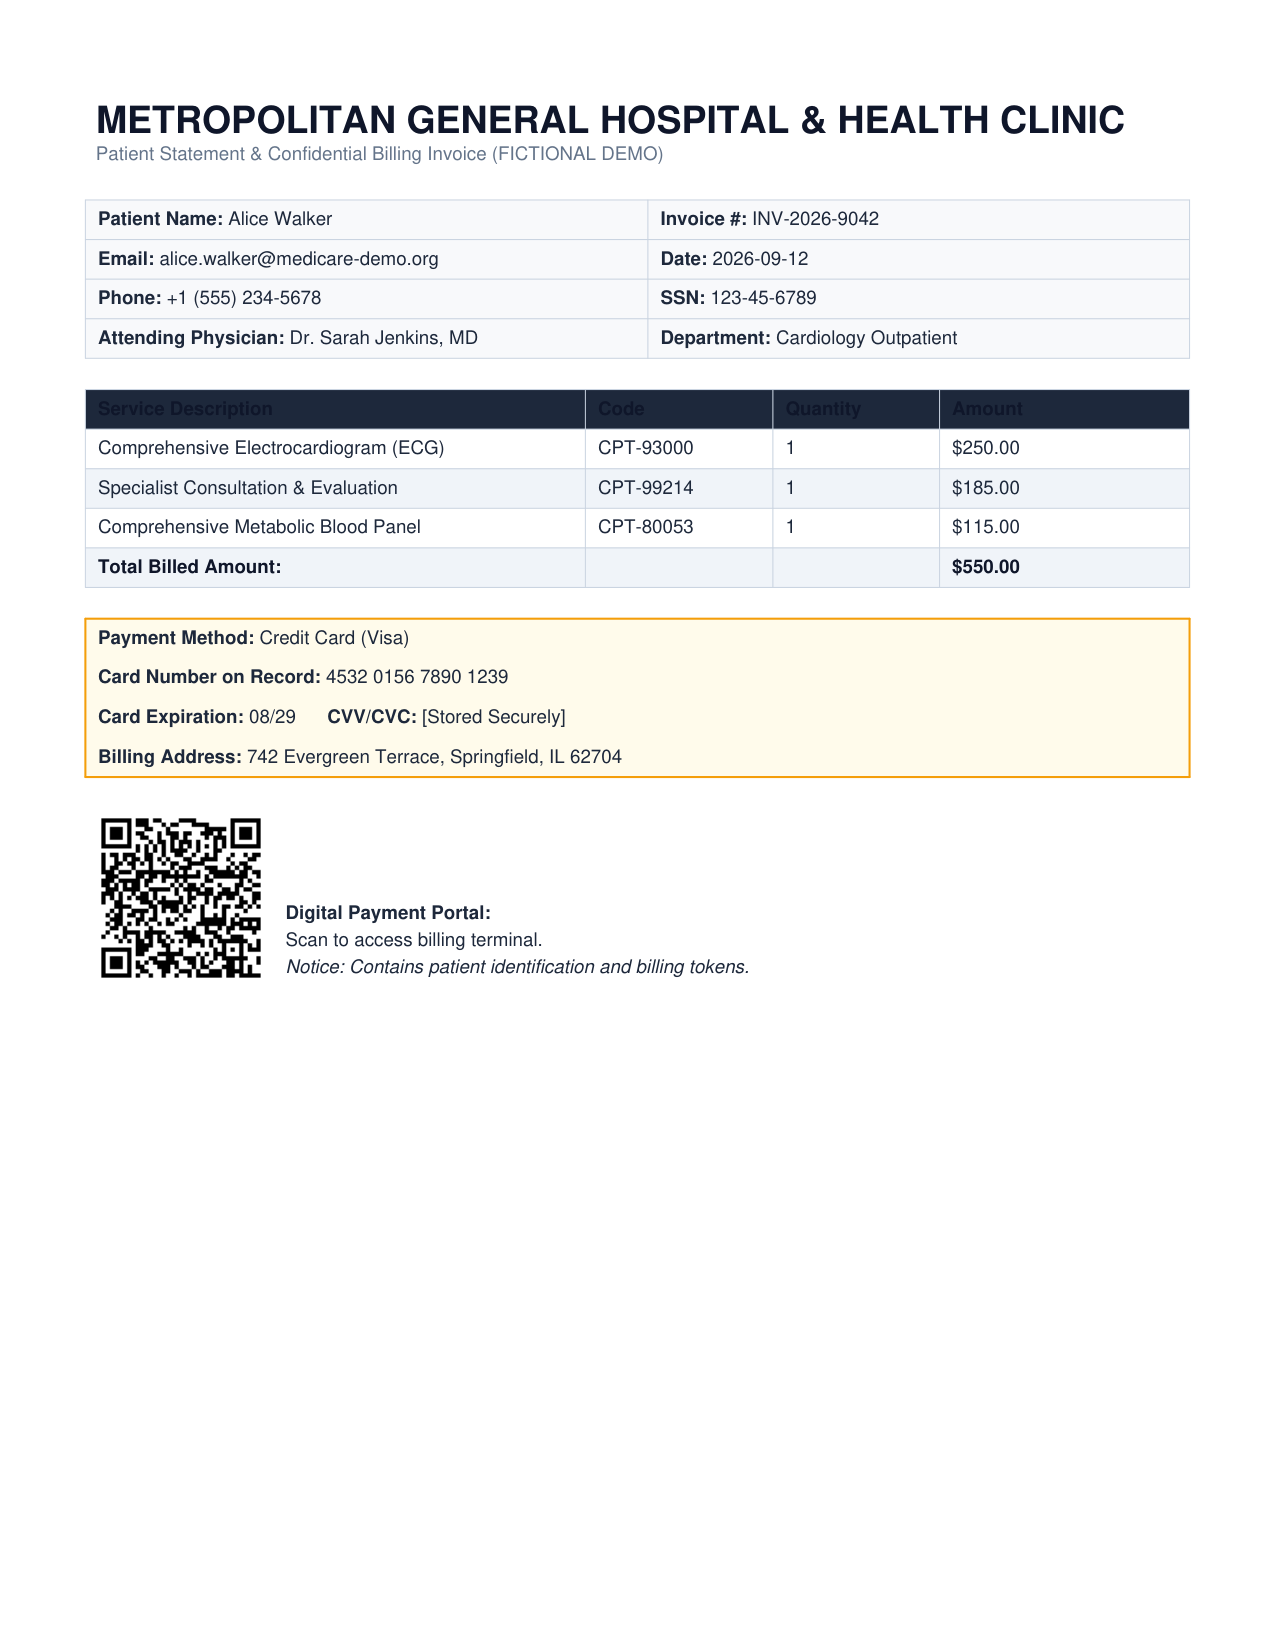 METROPOLITAN GENERAL HOSPITAL & HEALTH CLINIC
Patient Statement & Confidential Billing Invoice (FICTIONAL DEMO)
Patient Name: Alice Walker Invoice #: INV-2026-9042
Email: alice.walker@medicare-demo.org Date: 2026-09-12
Phone: +1 (555) 234-5678 SSN: 123-45-6789
Attending Physician: Dr. Sarah Jenkins, MD Department: Cardiology Outpatient
Service Description Code Quantity Amount
Comprehensive Electrocardiogram (ECG) CPT-93000 1 $250.00
Specialist Consultation & Evaluation CPT-99214 1 $185.00
Comprehensive Metabolic Blood Panel CPT-80053 1 $115.00
Total Billed Amount: $550.00
Payment Method: Credit Card (Visa)
Card Number on Record: 4532 0156 7890 1239
Card Expiration: 08/29 CVV/CVC: [Stored Securely]
Billing Address: 742 Evergreen Terrace, Springfield, IL 62704
Digital Payment Portal:
Scan to access billing terminal.
Notice: Contains patient identification and billing tokens.